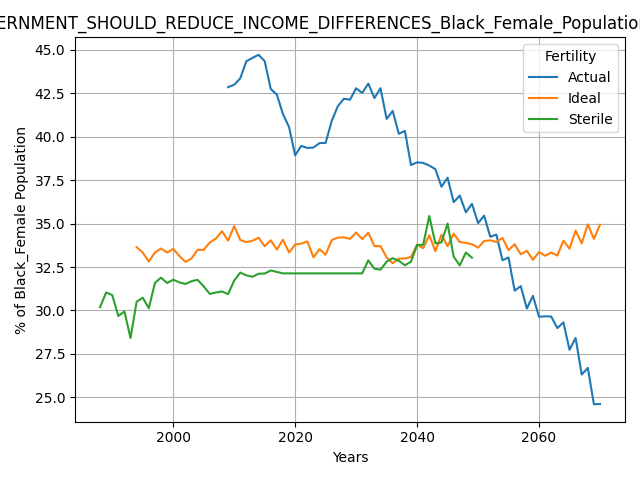 ERNMENT_SHOULD_REDUCE_INCOME_DIFFERENCES_Black_Female_Population
Fertility
Actual
Ideal
Sterile
% of Black_Female Population
45.0
42.5
40.0
37.5
35.0
32.5
30.0
27.5
25.0
2000 2020 2040 2060
Years